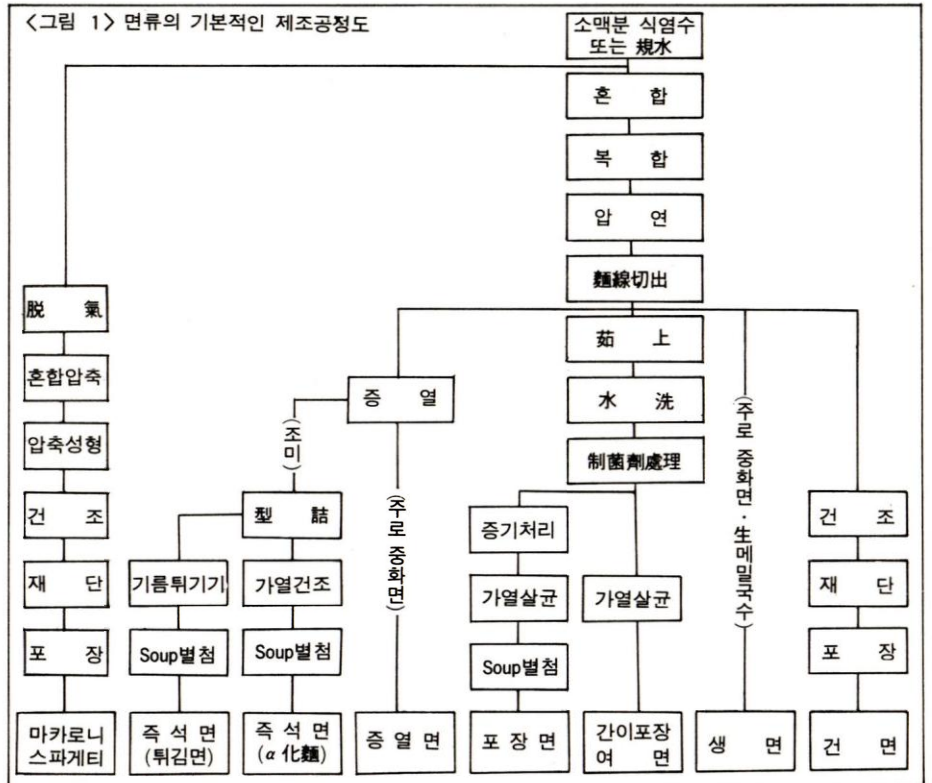 〈그림 1〉 면류의 기본적인 제조공정도
소맥분 식염수
또는 規水
혼 합
복 합
압 연
麵線切出
脱 氣
혼합압축
압축성형
건 조
재 단
포 장
마카로니
스파게티
증 열
(조미)
型 詰
기름튀기기
Soup별첨
즉 석 면
(튀김면)
가열건조
Soup별첨
즉 석 면
(α 化麵)
(주로 중화면)
증 열 면
茹 上
水 洗
制菌劑處理
증기처리
가열살균
Soup별첨
포 장 면
가열살균
간이포장
여 면
(주로 중화면·生메밀국수)
생 면
건 조
재 단
포 장
건 면